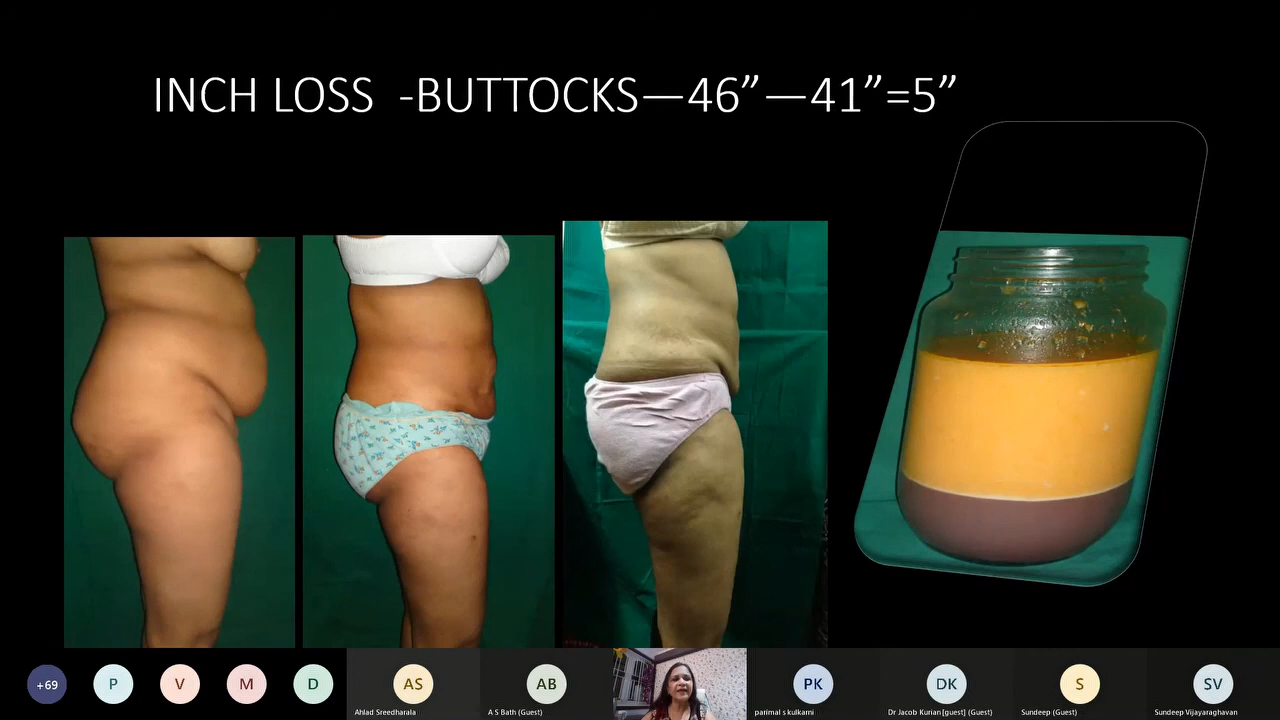 INCH LOSS -BUTTOCKS—46”—41”=5”
+69
P
V
M
D
AS
Ahlad Sreedharala
AB
A S Bath (Guest)
PK
parimal s kulkarni
DK
Dr Jacob Kurian[guest] (Guest)
S
Sundeep (Guest)
SV
Sundeep Vijayaraghavan